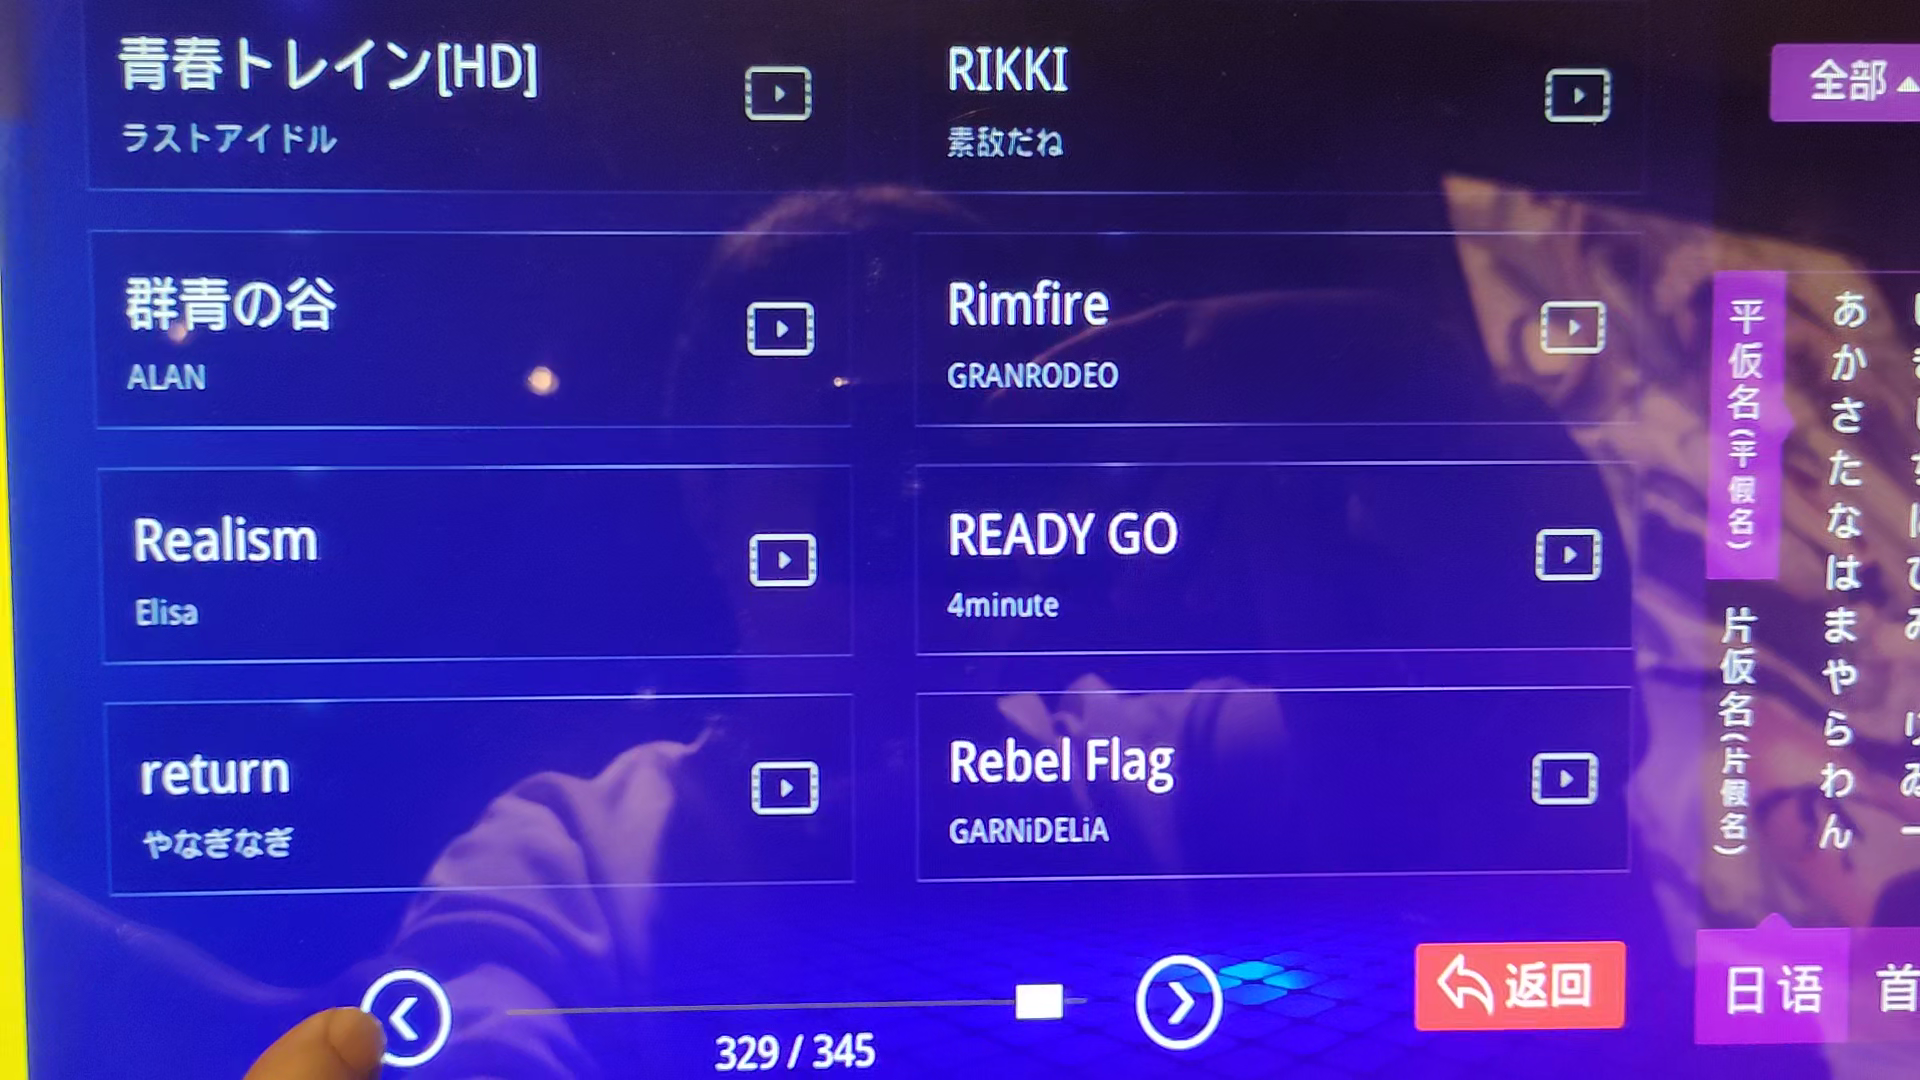 青春トレイン[HD]
ラストアイドル
RIKKI
素敌だね
群青の谷
ALAN
Rimfire
GRANRODEO
Realism
Elisa
READY GO
4minute
return
やなぎなぎ
Rebel Flag
GARNiDELiA
329 / 345
返回
全部
平仮名(平假名)
片仮名(片假名)
あかさたなはまやらわん
日语
首